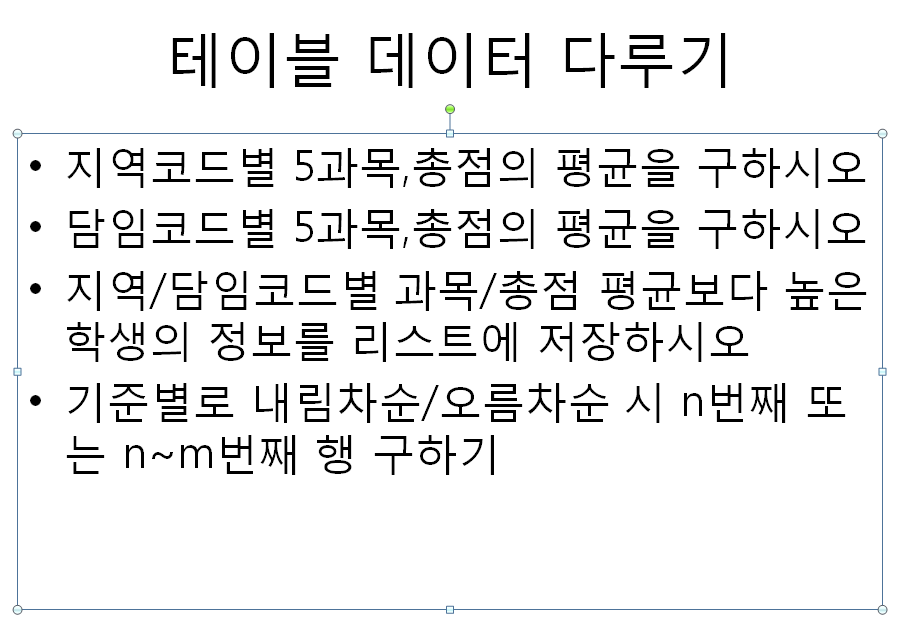 테이블 데이터 다루기
• 지역코드별 5과목,총점의 평균을 구하시오
• 담임코드별 5과목,총점의 평균을 구하시오
• 지역/담임코드별 과목/총점 평균보다 높은
학생의 정보를 리스트에 저장하시오
• 기준별로 내림차순/오름차순 시 n번째 또
는 n~m번째 행 구하기